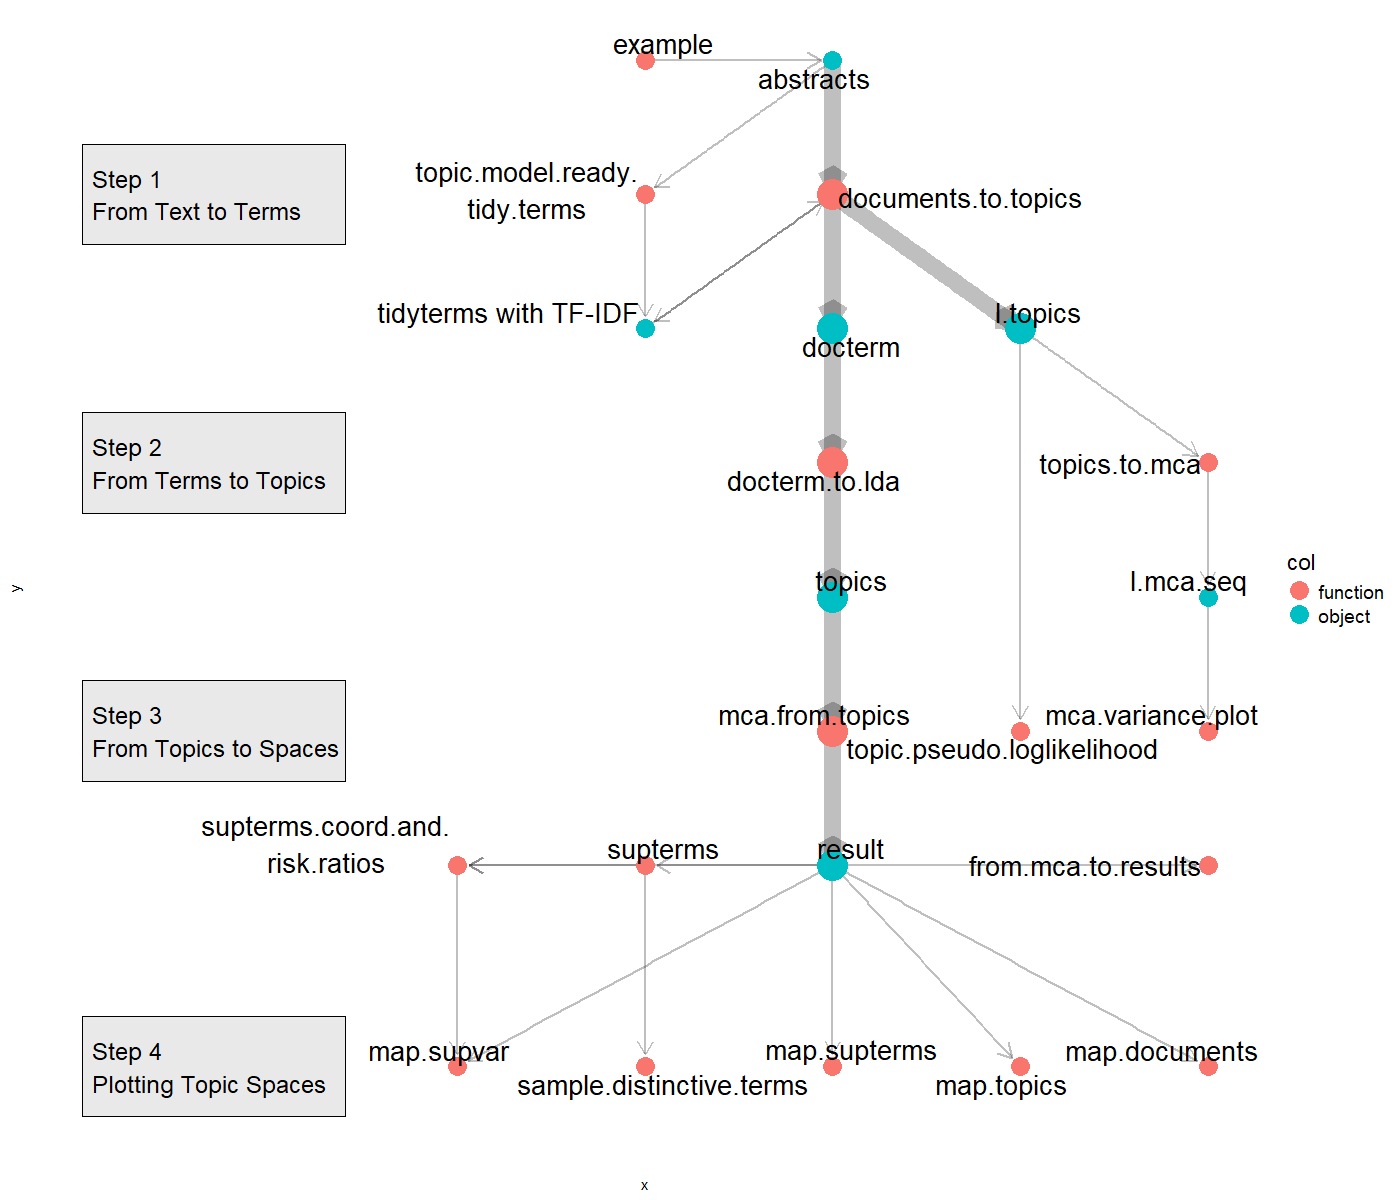 example
abstracts
Step 1
From Text to Terms
topic.model.ready.
tidy.terms
documents.to.topics
tidyterms with TF-IDF
docterm
l.topics
Step 2
From Terms to Topics
docterm.to.lda
topics.to.mca
topics
l.mca.seq
col
function
object
y
Step 3
From Topics to Spaces
mca.from.topics
topic.pseudo.loglikelihood
mca.variance.plot
supterms.coord.and.
risk.ratios
supterms
result
from.mca.to.results
Step 4
Plotting Topic Spaces
map.supvar
sample.distinctive.terms
map.supterms
map.topics
map.documents
x